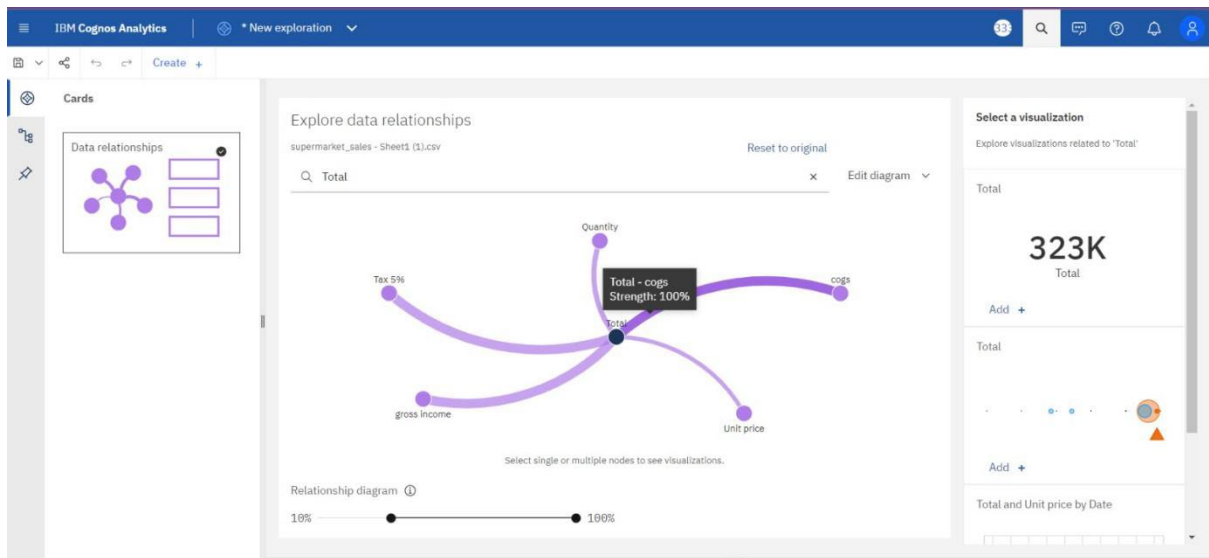 IBM Cognos Analytics
* New exploration
Create +
Cards
Data relationships
Explore data relationships
supermarket_sales - Sheet1 (1).csv
Reset to original
Total
Edit diagram
Quantity
Tax 5%
Total - cogs
Strength: 100%
cogs
Total
gross income
Unit price
Select single or multiple nodes to see visualizations.
Relationship diagram
10%
100%
Select a visualization
Explore visualizations related to 'Total'
Total
323K
Total
Add +
Total
Add +
Total and Unit price by Date